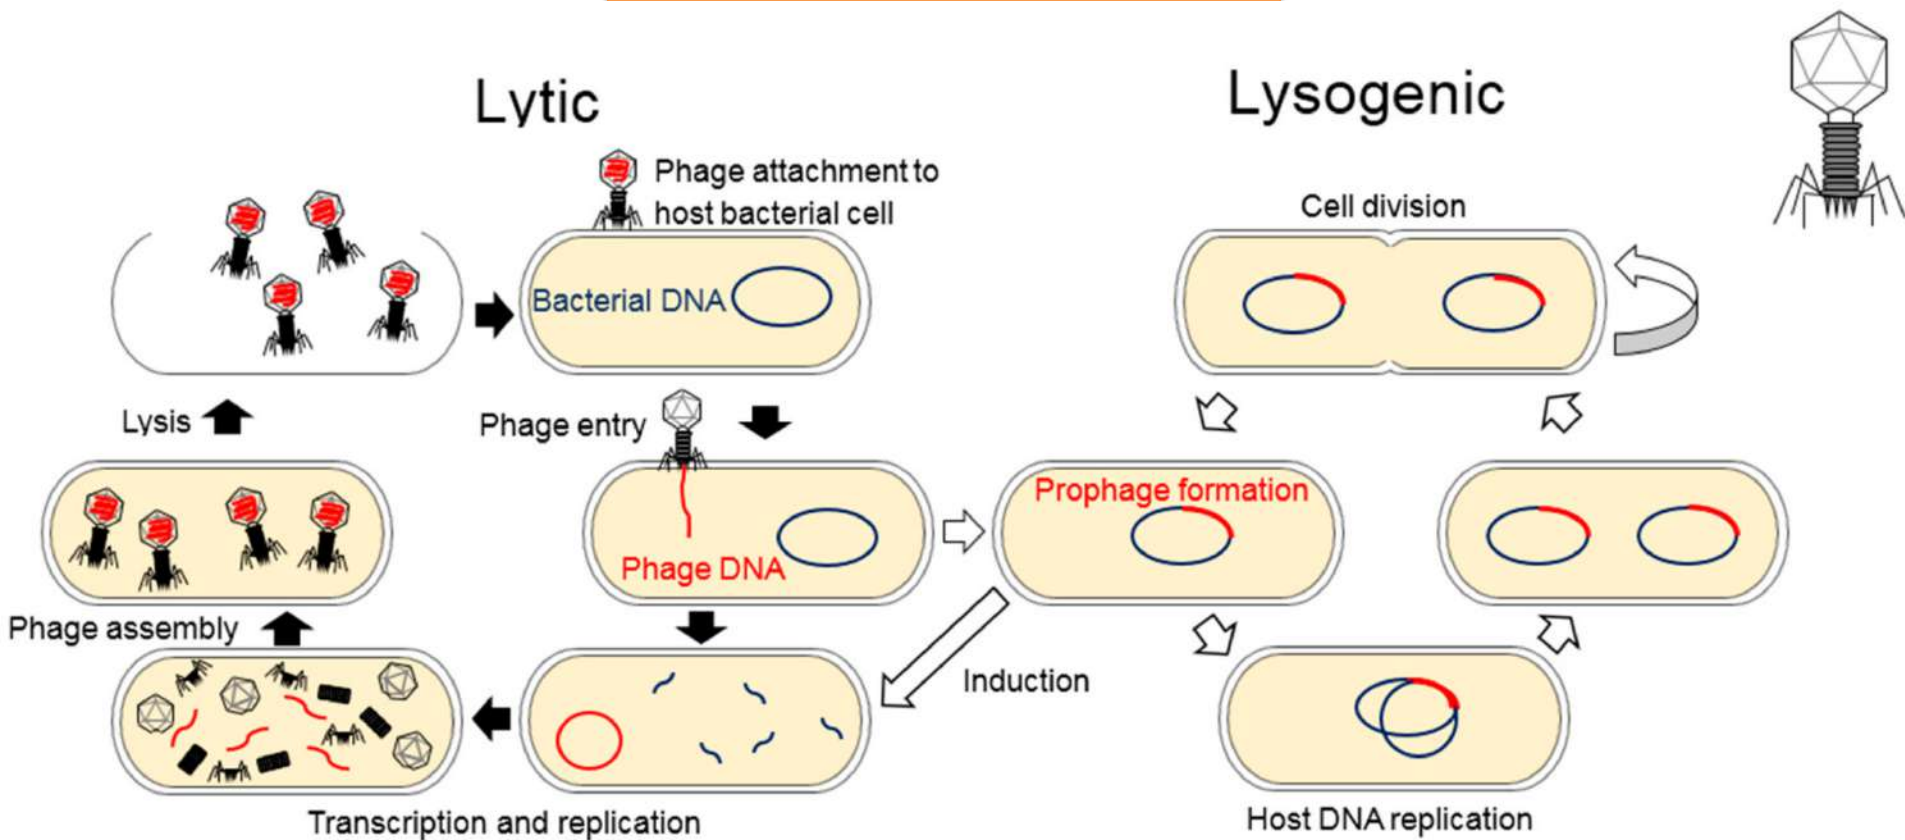 Lytic
Lysogenic
Phage attachment to
host bacterial cell
Cell division
Bacterial DNA
Lysis
Phage entry
Prophage formation
Phage DNA
Phage assembly
Induction
Transcription and replication
Host DNA replication